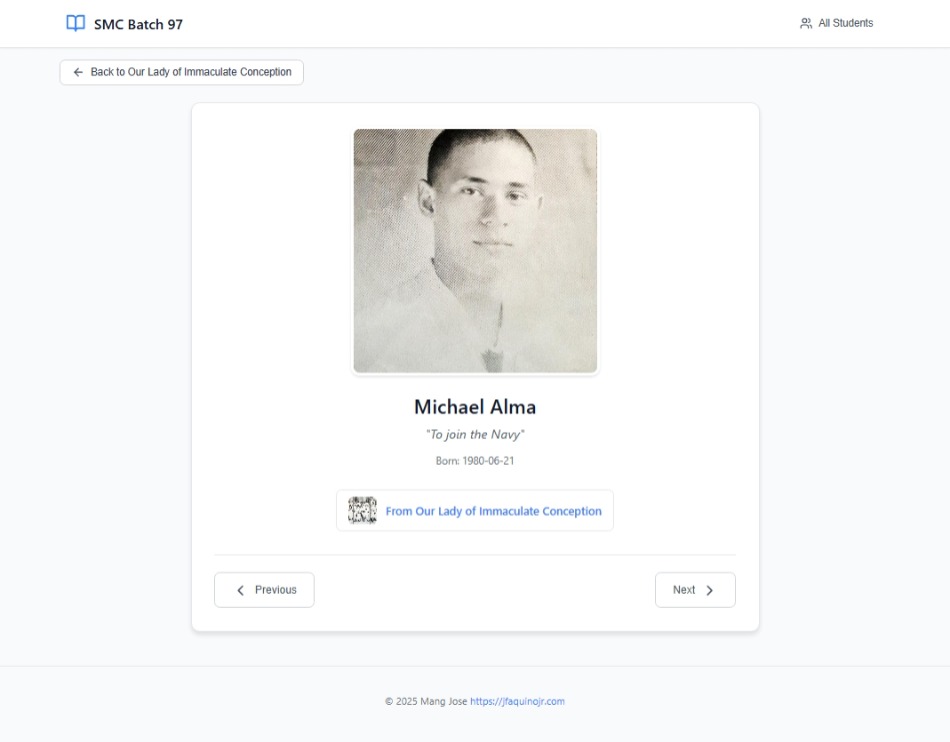 SMC Batch 97
All Students
Back to Our Lady of Immaculate Conception
Michael Alma
"To join the Navy"
Born: 1980-06-21
From Our Lady of Immaculate Conception
Previous
Next
© 2025 Mang Jose https://jfaquinojr.com